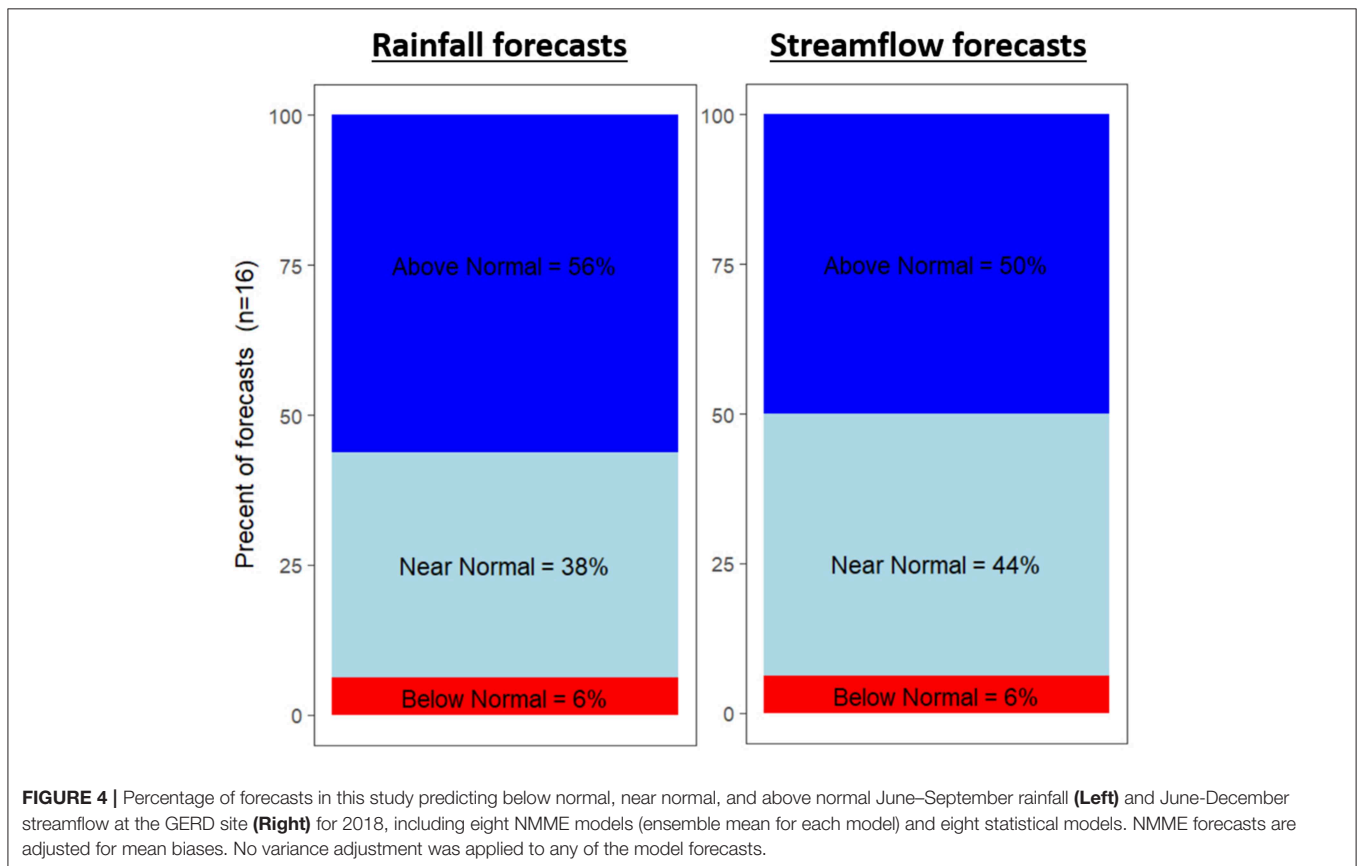 Rainfall forecasts
Streamflow forecasts
Precent of forecasts (n=16)
100
75
50
25
0
Above Normal = 56%
Near Normal = 38%
Below Normal = 6%
100
75
50
25
0
Above Normal = 50%
Near Normal = 44%
Below Normal = 6%
FIGURE 4 | Percentage of forecasts in this study predicting below normal, near normal, and above normal June–September rainfall (Left) and June-December
streamflow at the GERD site (Right) for 2018, including eight NMME models (ensemble mean for each model) and eight statistical models. NMME forecasts are
adjusted for mean biases. No variance adjustment was applied to any of the model forecasts.